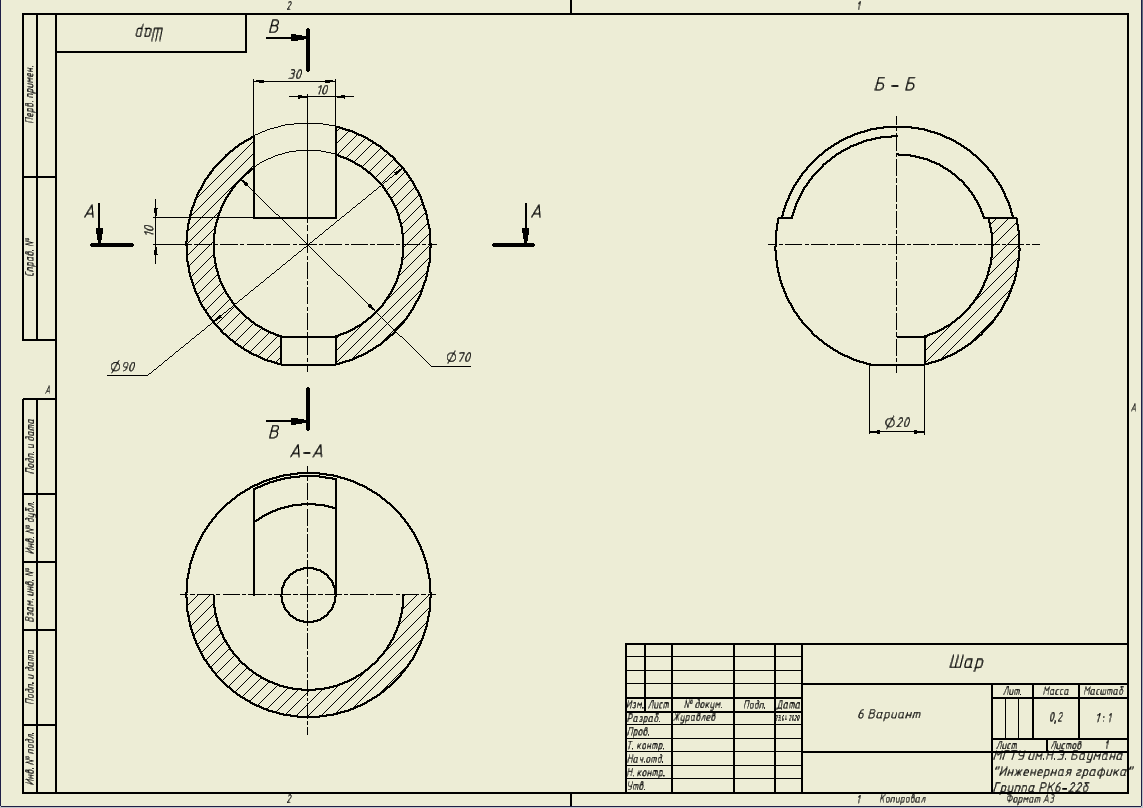 2
1
Шар
Перв. примен.
Справ. №
Подп. и дата
Инв. № дубл.
Взам. инв. №
Подп. и дата
Инв. № подл.
А
А
В
30
10
А
А
10
Ø90
Ø70
В
Б - Б
Ø20
А-А
Шар
6 Вариант
Лит.
Масса
Масштаб
0,2
1:1
Лист
Листов 1
Изм. Лист № докум. Подп. Дата
Разраб. Журавлев
Пров.
Т. контр.
Нач.отд.
Н. контр.
Утв.
МГТУ им.Н.Э. Баумана
"Инженерная графика"
Группа РК6-22б
2
1
Копировал
Формат А3